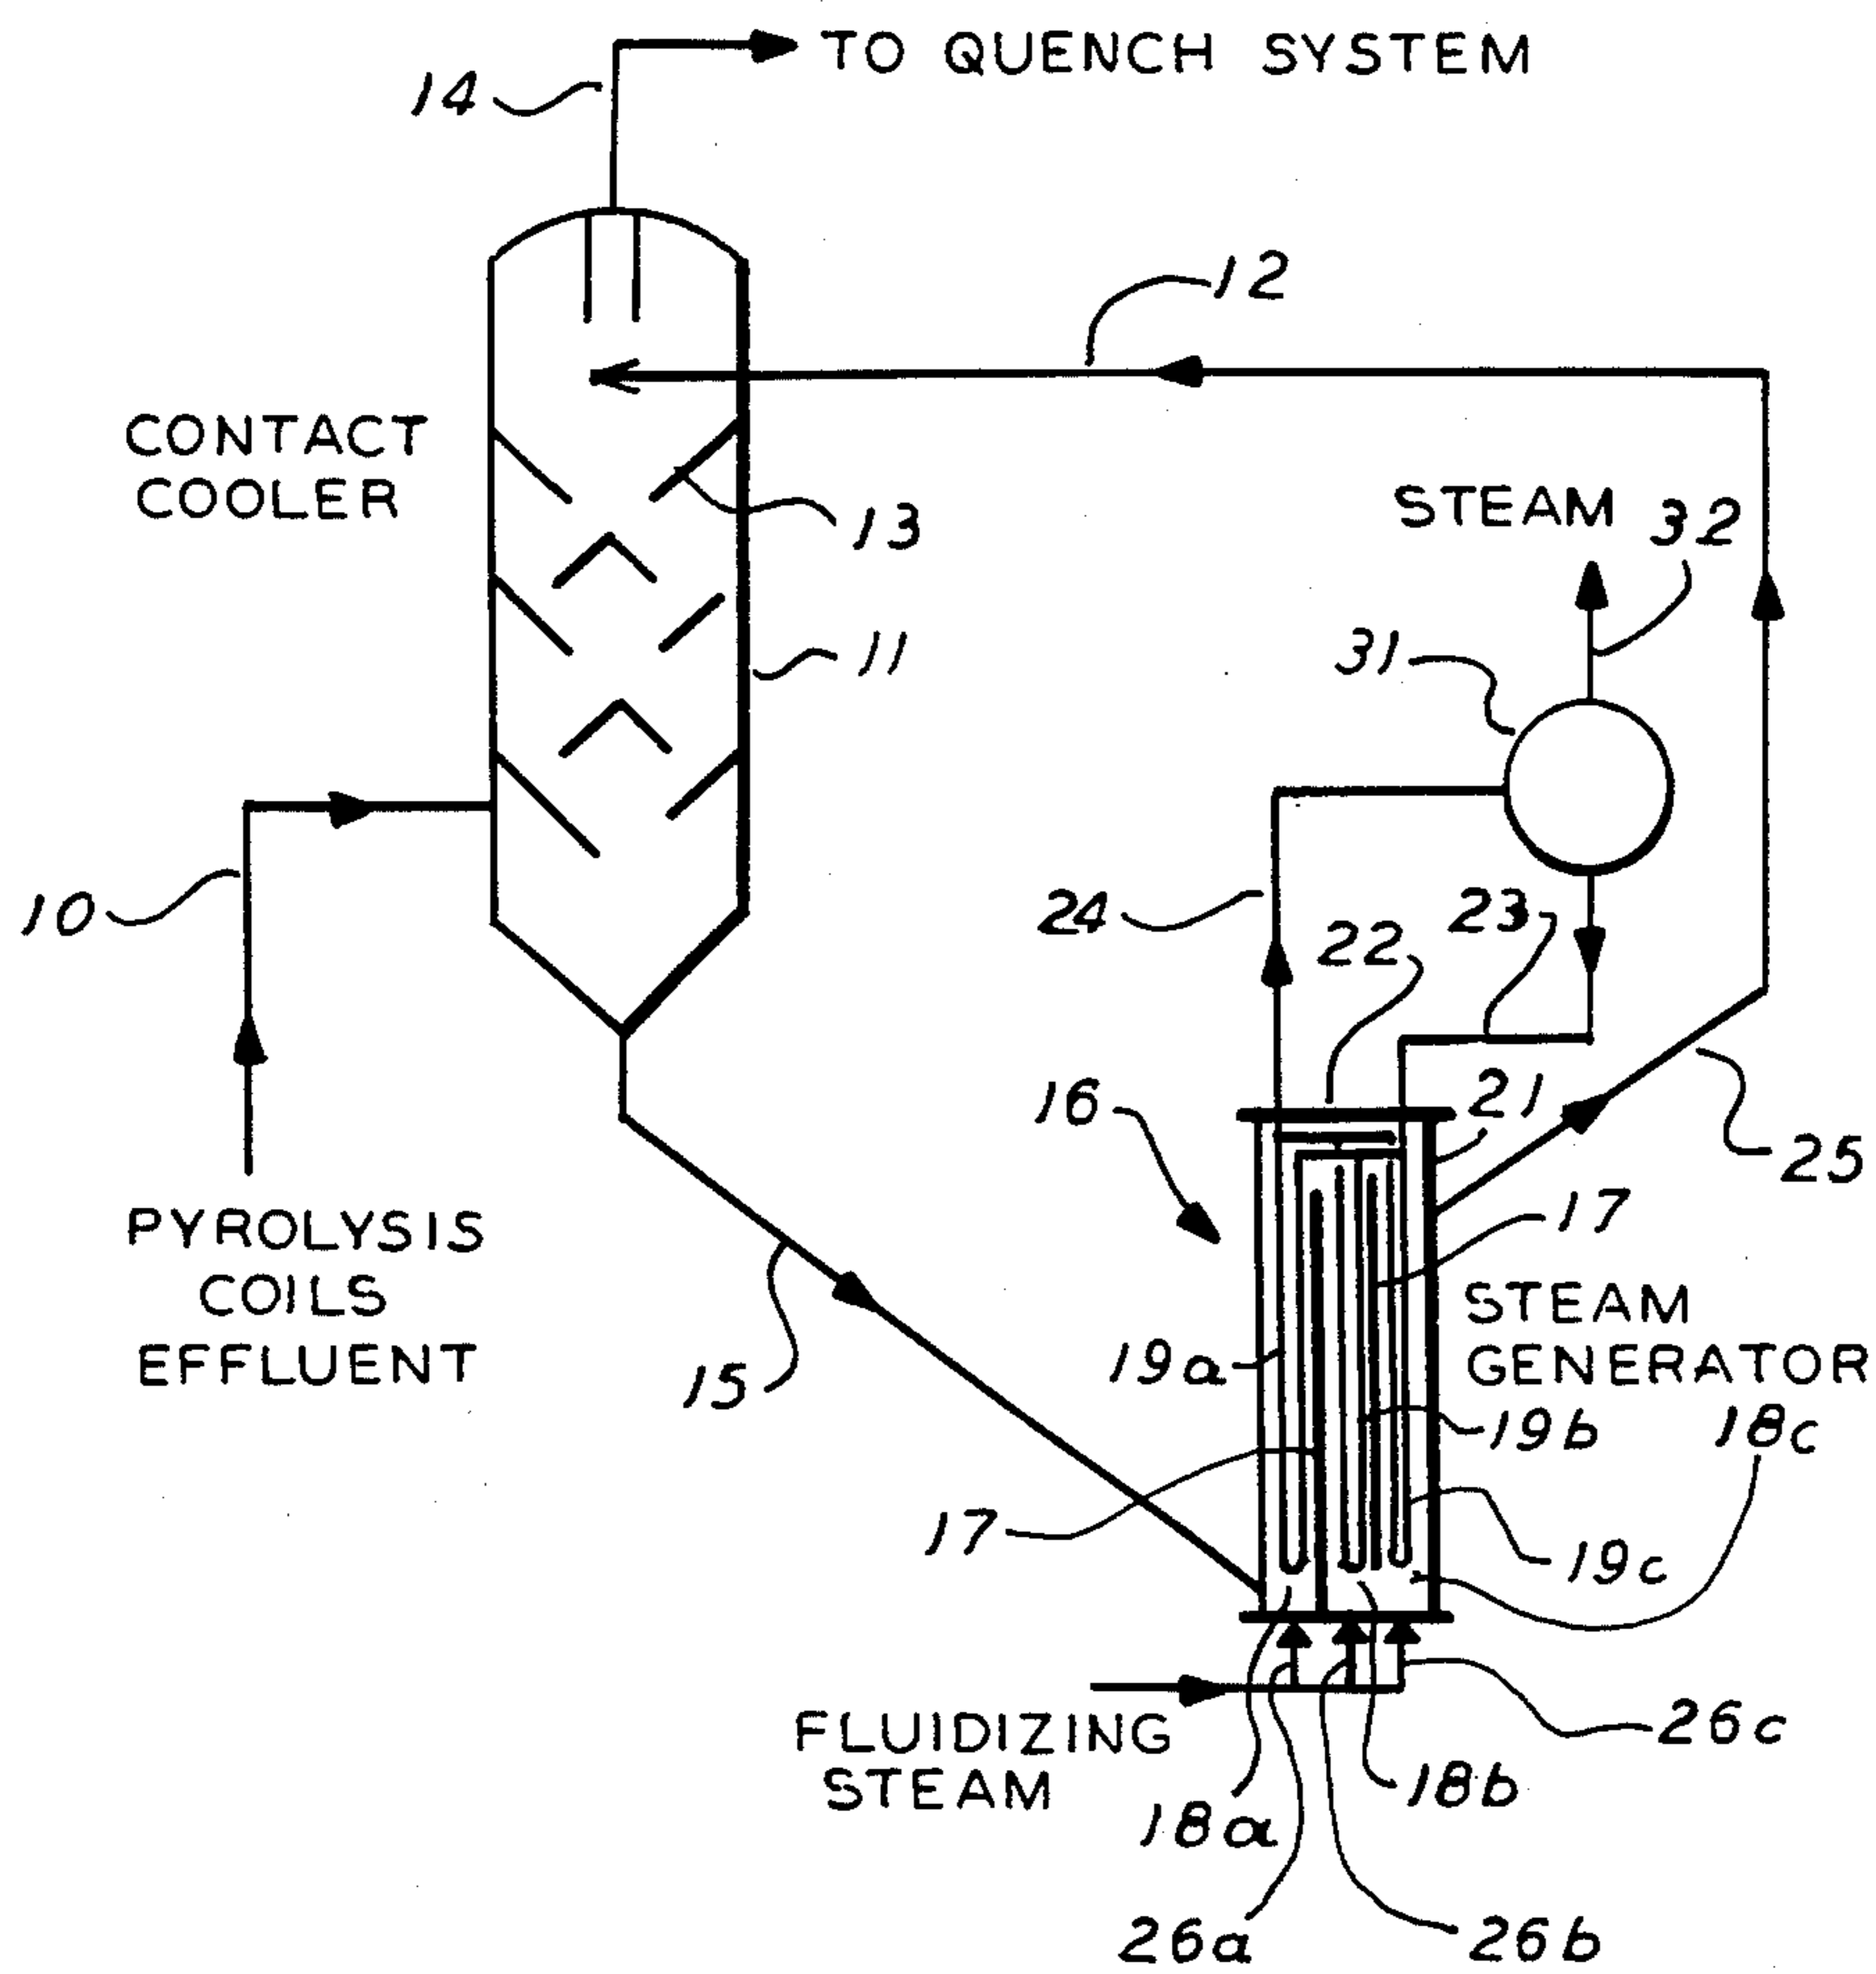 TO QUENCH SYSTEM
14
12
CONTACT
COOLER
13
STEAM
32
11
31
10
24
23
22
21
16
25
17
PYROLYSIS
COILS
EFFLUENT
STEAM
GENERATOR
15
19a
19b
18c
17
19c
FLUIDIZING
STEAM
26c
18b
18a
26a
26b